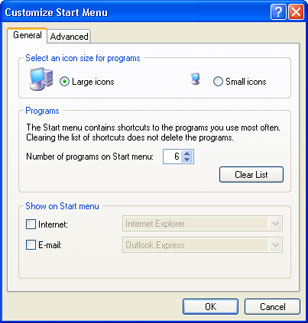 Customize Start Menu
General
Advanced
Select an icon size for programs
Large icons
Small icons
Programs
The Start menu contains shortcuts to the programs you use most often.
Clearing the list of shortcuts does not delete the programs.
Number of programs on Start menu:
6
Clear List
Show on Start menu
Internet:
Internet Explorer
E-mail:
Outlook Express
OK
Cancel